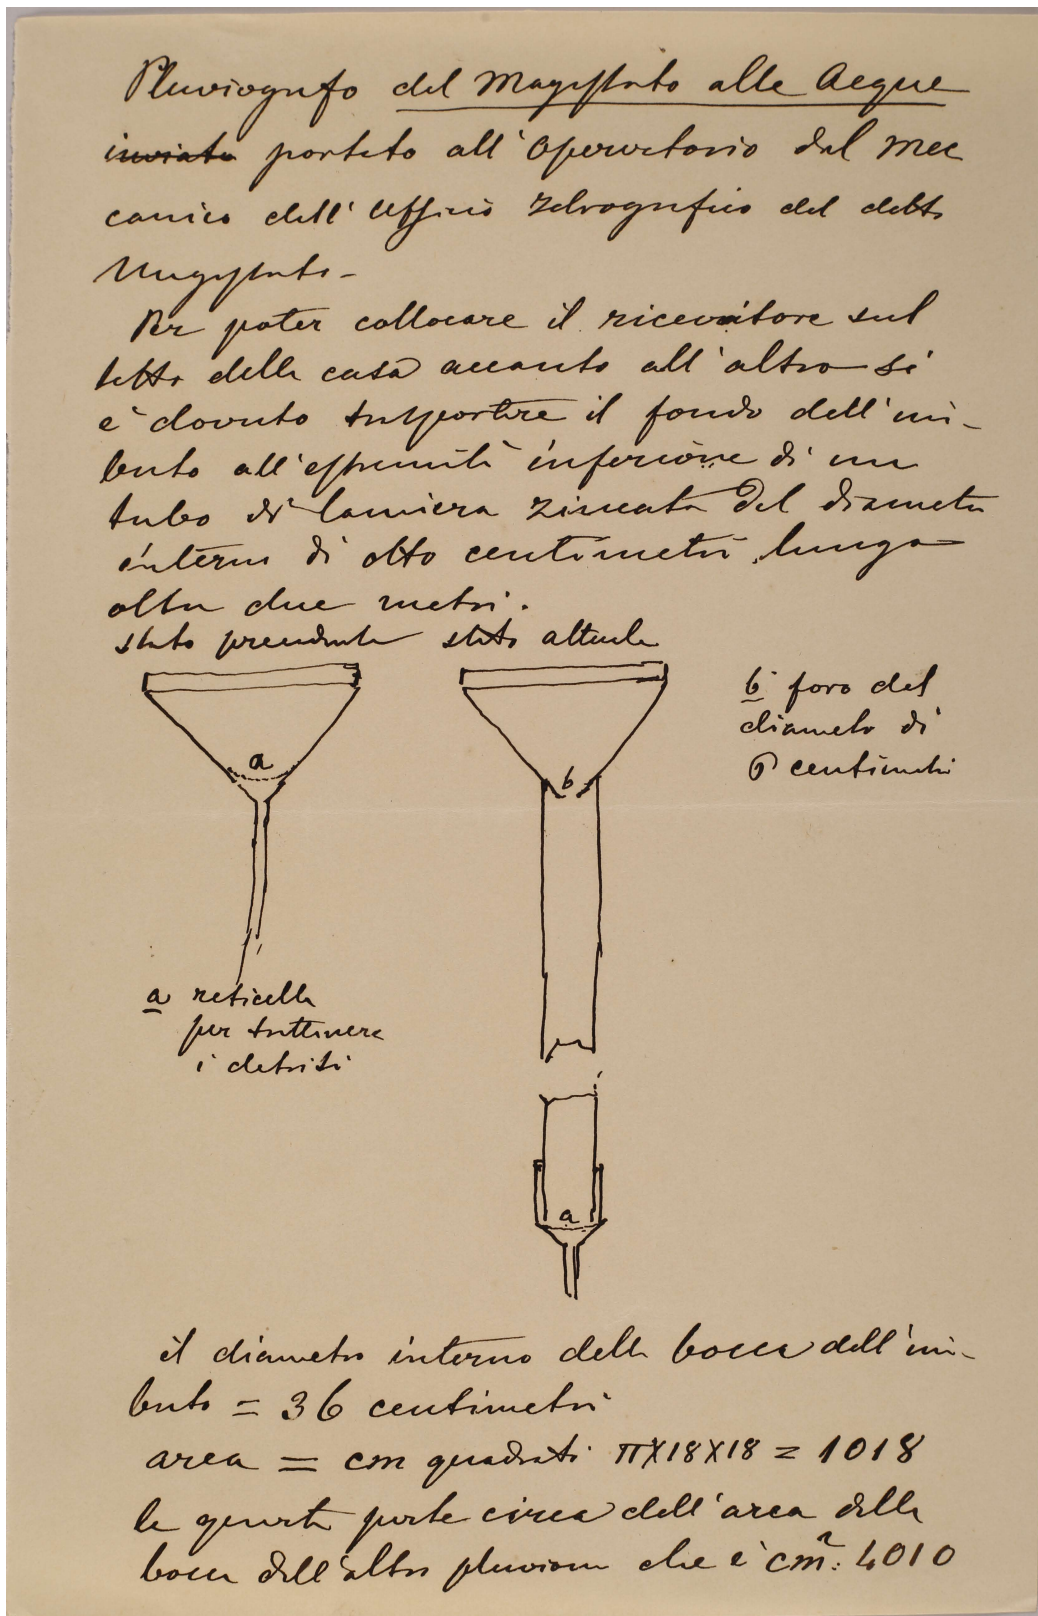 Pluviografo del Magistrato alle Acque
inviato portato all'Osservatorio dal mec
canico dell'Ufficio Idrografico del detto
Magistrato -
Per poter collocare il ricevitore sul
tetto della casa accanto all'altro si
è dovuto trasportare il fondo dell'im-
buto all'estremità inferiore di un
tubo di lamiera zincata del diametro
interno di otto centimetri, lungo
oltre due metri.
stato precedente stato attuale
a
b
b foro del
diametro di
6 centimetri
a reticella
per trattenere
i detriti
a
il diametro interno della bocca dell'im-
buto = 36 centimetri
area = cm quadrati π×18×18 = 1018
la quarta parte circa dell'area della
bocca dell'altro pluviom che è cm²: 4010